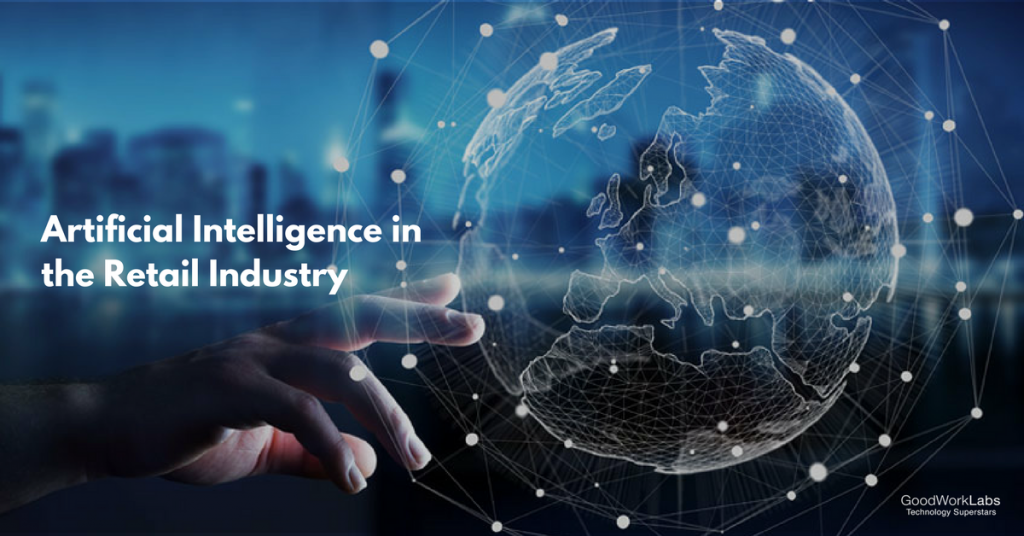 Artificial Intelligence in
the Retail Industry
GoodWorkLabs
Technology Superstars